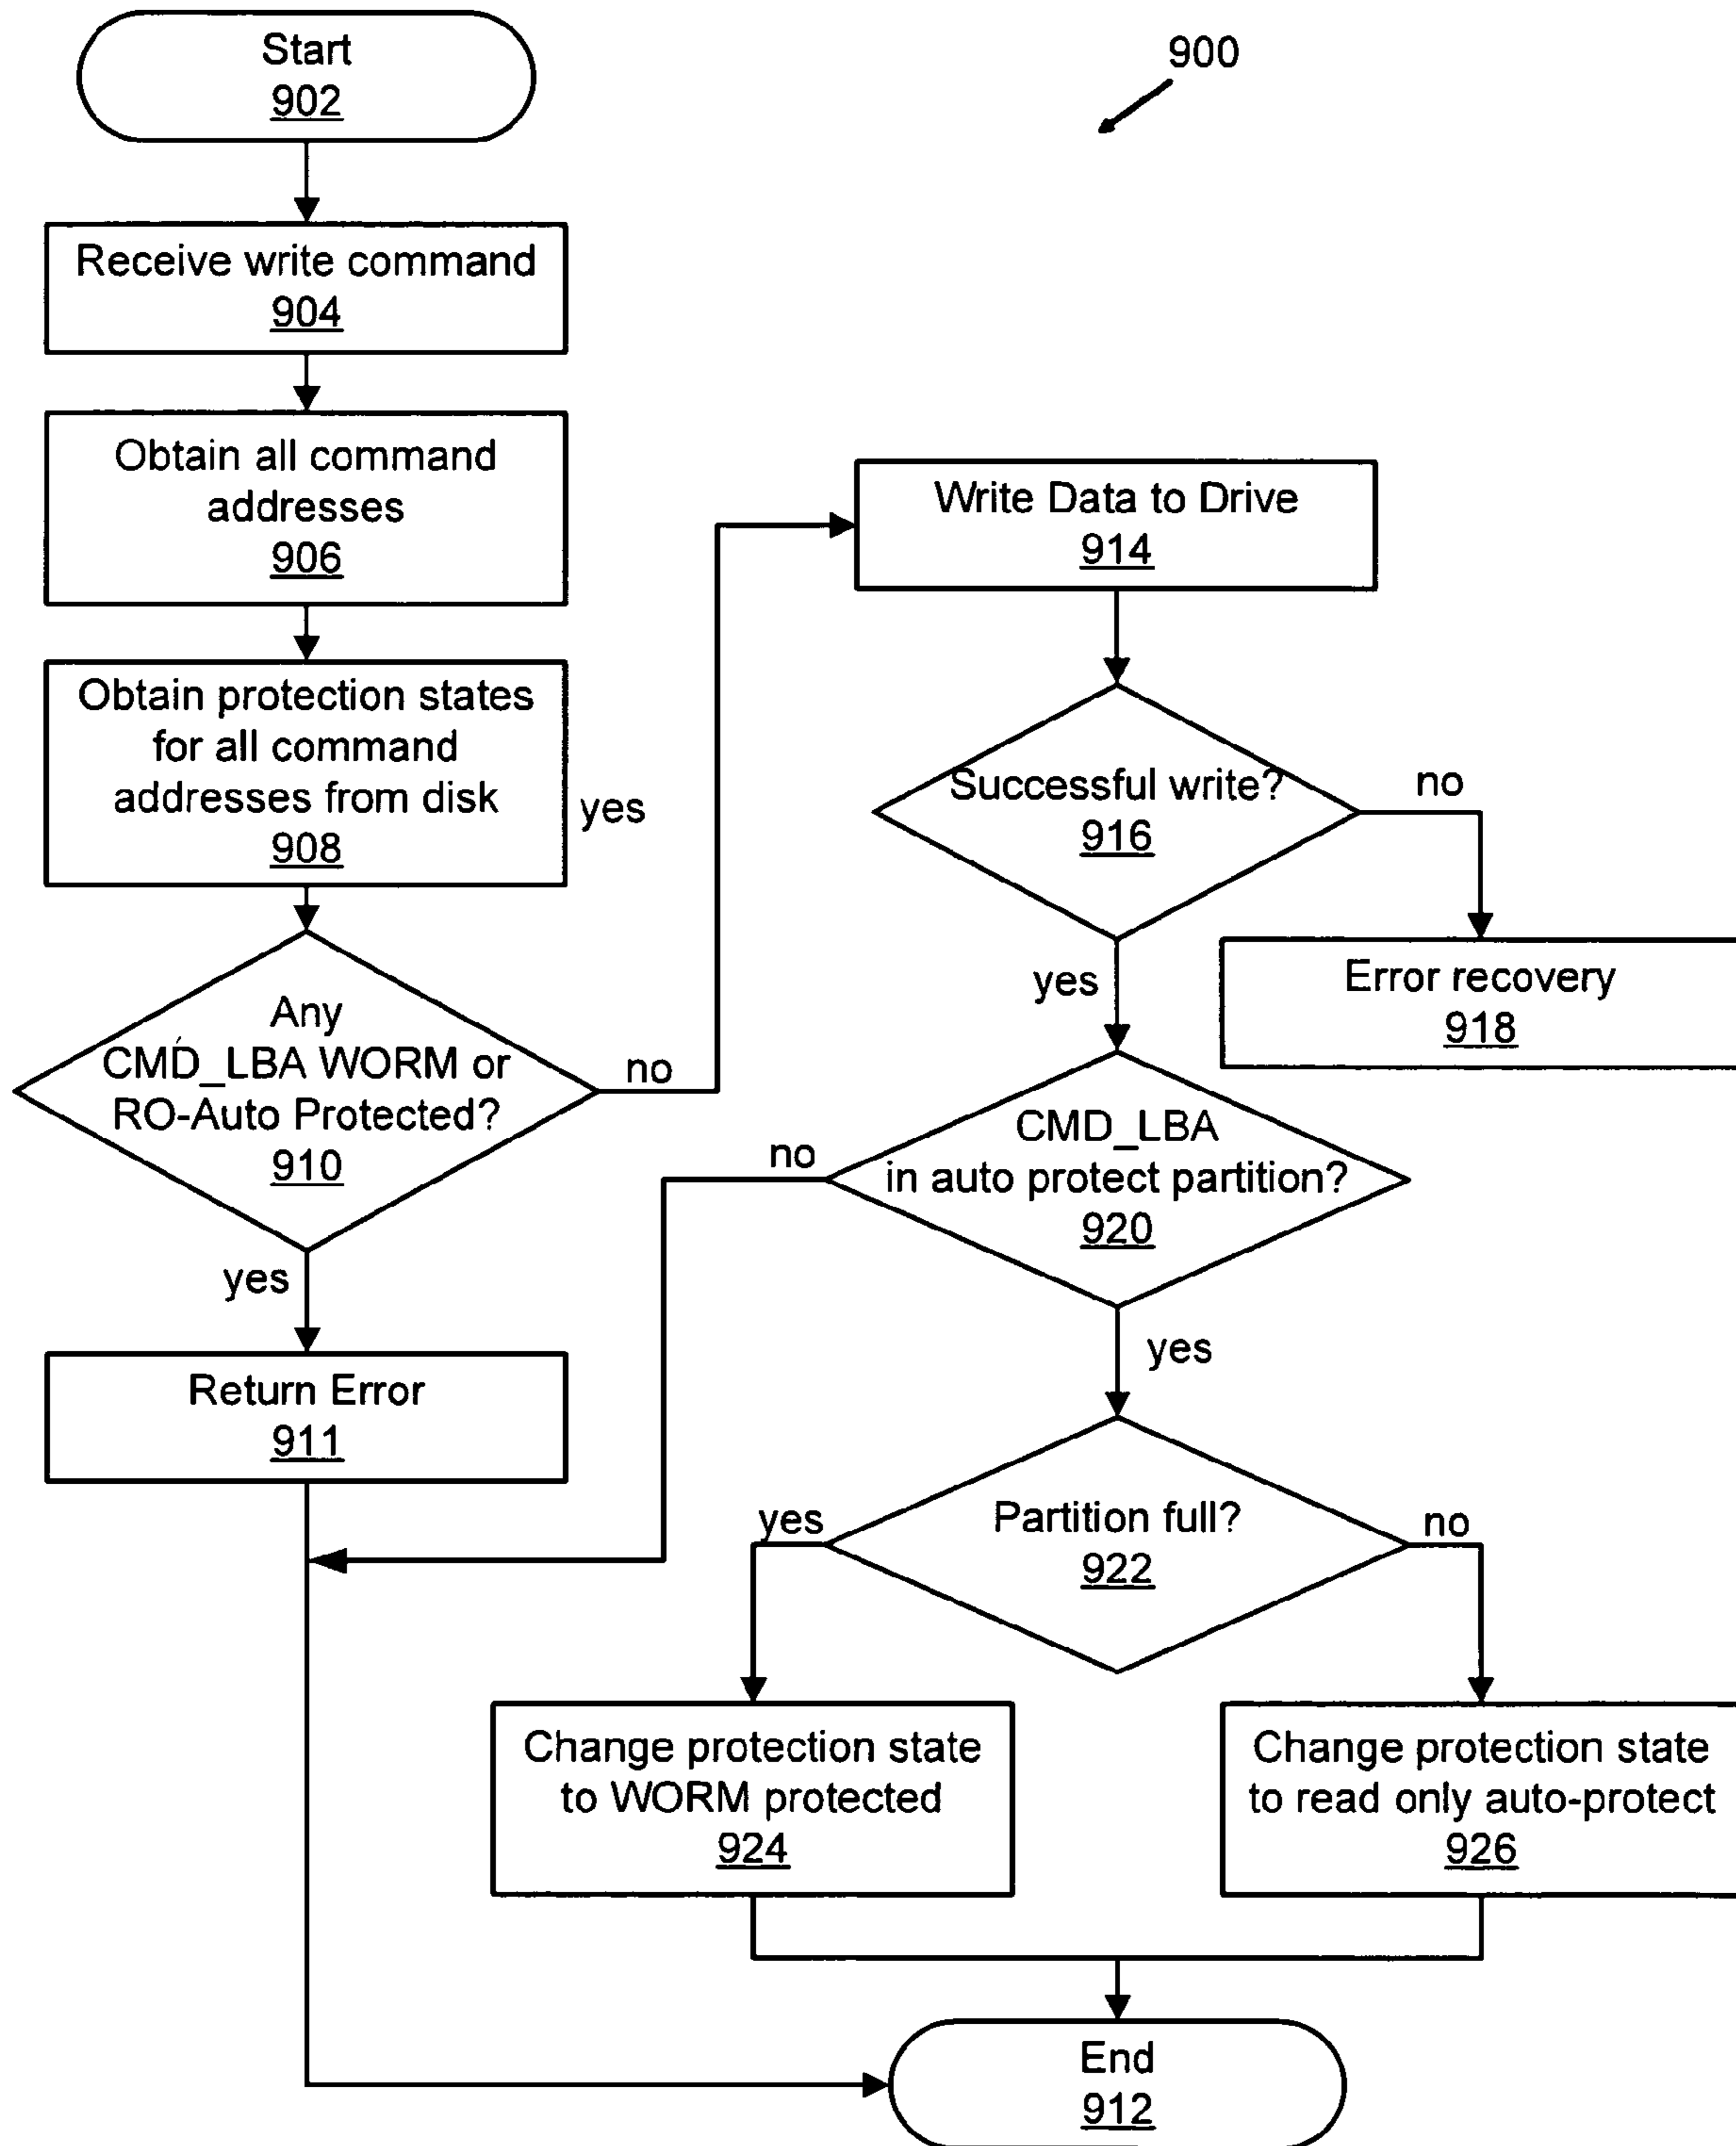 Start
902
900
Receive write command
904
Obtain all command
addresses
906
Obtain protection states
for all command
addresses from disk
908
yes
Any
CMD_LBA WORM or
RO-Auto Protected?
910
no
yes
Return Error
911
Write Data to Drive
914
Successful write?
916
no
yes
Error recovery
918
CMD_LBA
in auto protect partition?
920
no
yes
Partition full?
922
yes
no
Change protection state
to WORM protected
924
Change protection state
to read only auto-protect
926
End
912